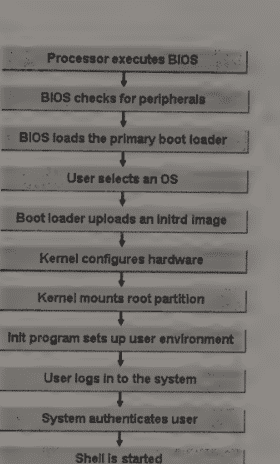 Processor executes BIOS
BIOS checks for peripherals
BIOS loads the primary boot loader
User selects an OS
Boot loader uploads an initrd image
Kernel configures hardware
Kernel mounts root partition
Init program sets up user environment
User logs in to the system
System authenticates user
Shell is started